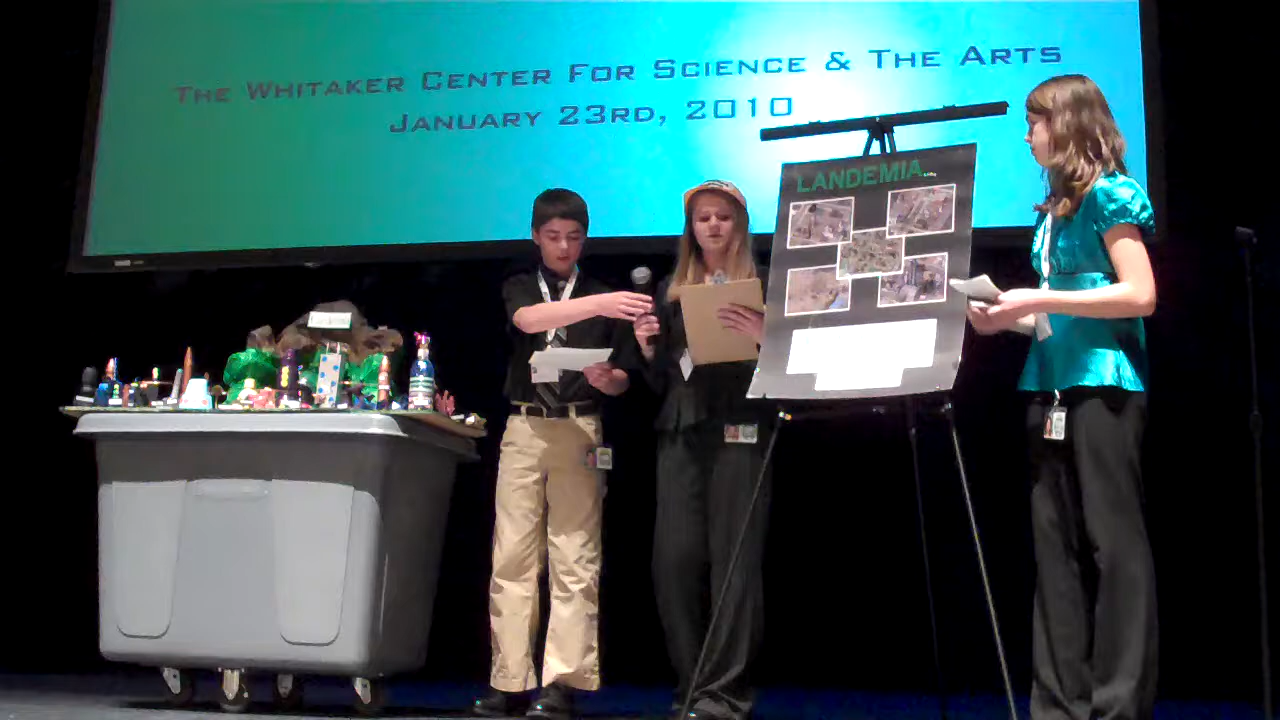 The Whitaker Center For Science & The Arts
January 23rd, 2010
LANDEMIA